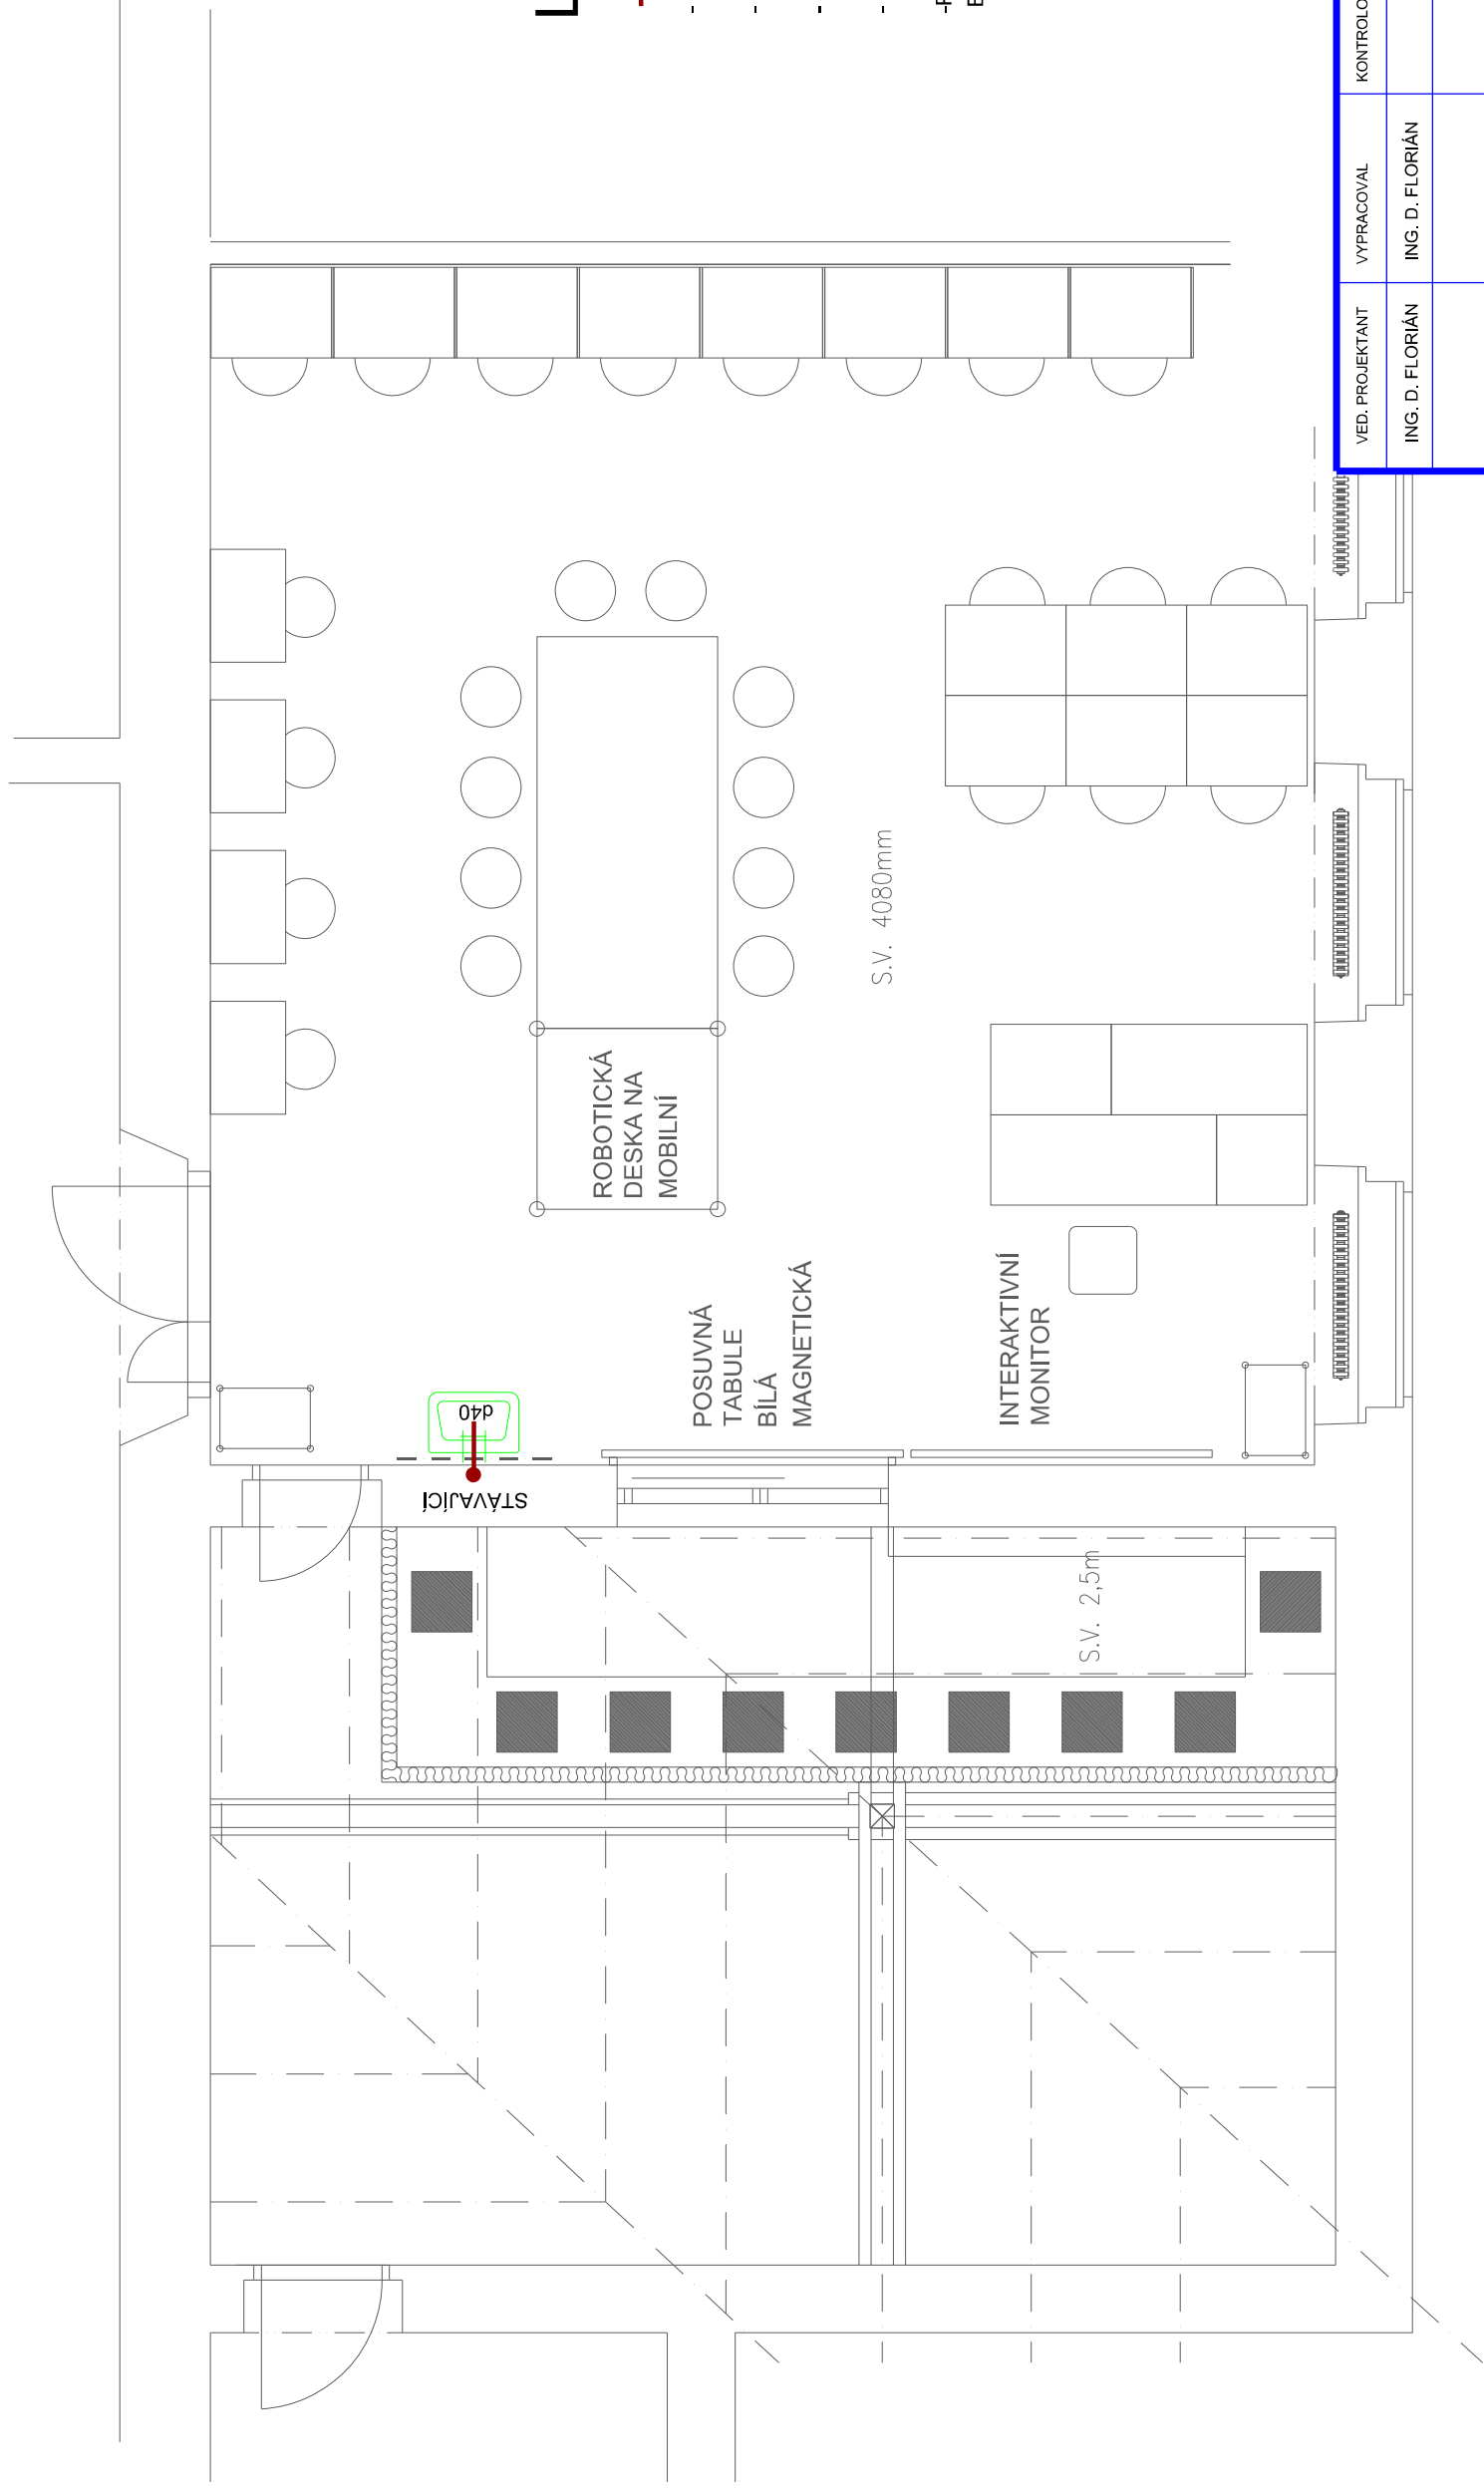 ROBOTICKÁ
DESKA NA
MOBILNÍ
S.V. 4080mm
POSUVNÁ
TABULE
BÍLÁ
MAGNETICKÁ
INTERAKTIVNÍ
MONITOR
d40
STÁVAJÍCÍ
S.V. 2,5m
VED. PROJEKTANT
VYPRACOVAL
ING. D. FLORIÁN
ING. D. FLORIÁN